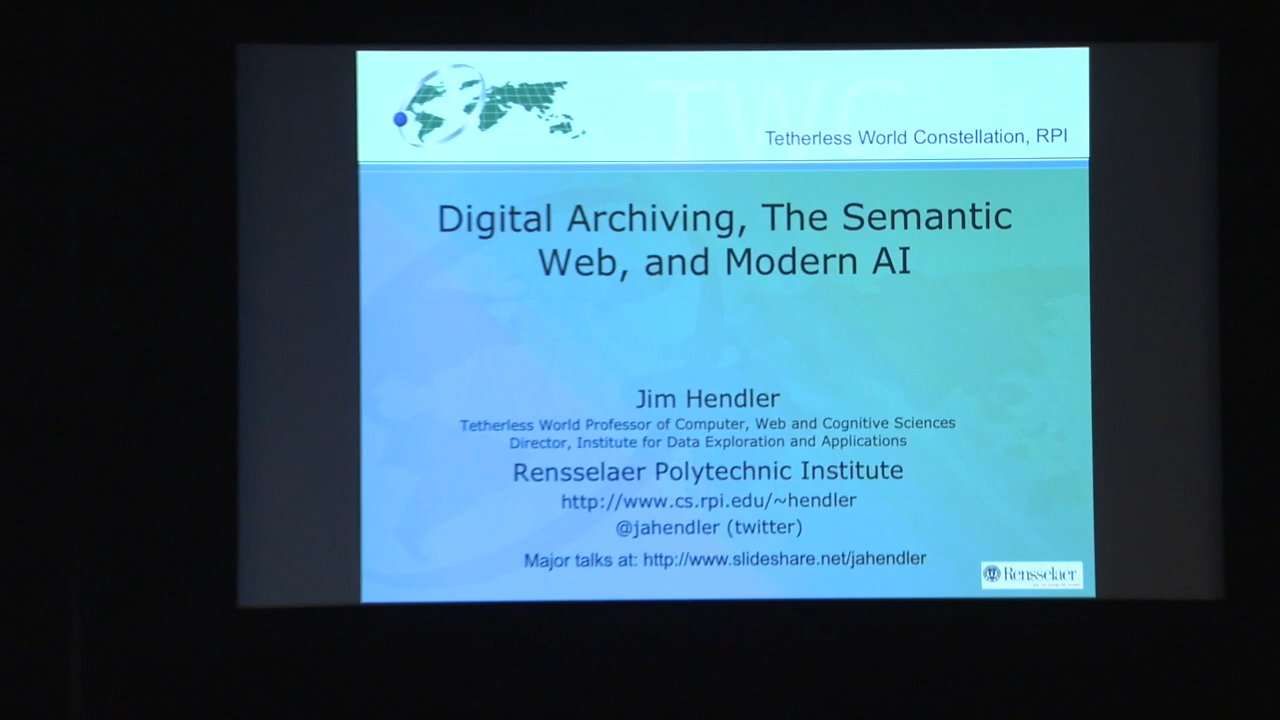 TWC
Tetherless World Constellation, RPI
Digital Archiving, The Semantic
Web, and Modern AI
Jim Hendler
Tetherless World Professor of Computer, Web and Cognitive Sciences
Director, Institute for Data Exploration and Applications
Rensselaer Polytechnic Institute
http://www.cs.rpi.edu/~hendler
@jahendler (twitter)
Major talks at: http://www.slideshare.net/jahendler
Rensselaer